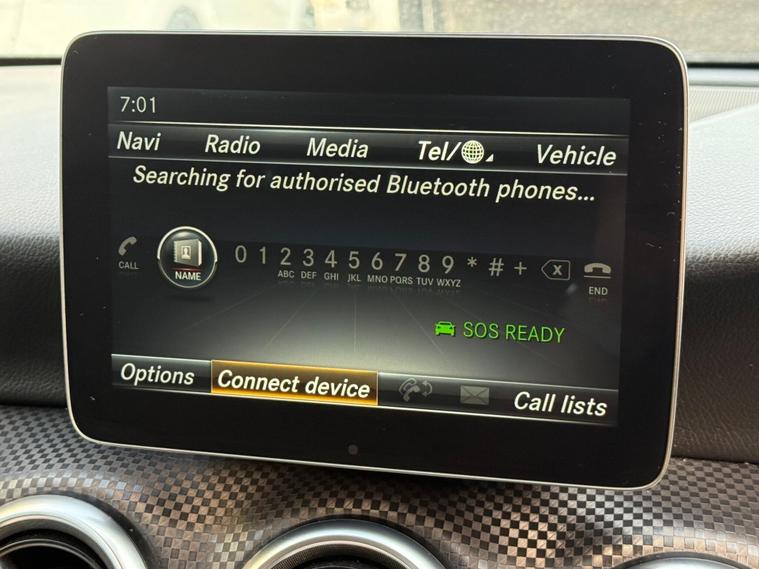 7:01
Navi Radio Media Tel/ Vehicle
Searching for authorised Bluetooth phones...
CALL NAME 0 1 2 3 4 5 6 7 8 9 * # + X END
ABC DEF GHI JKL MNO PQRS TUV WXYZ
SOS READY
Options Connect device Call lists